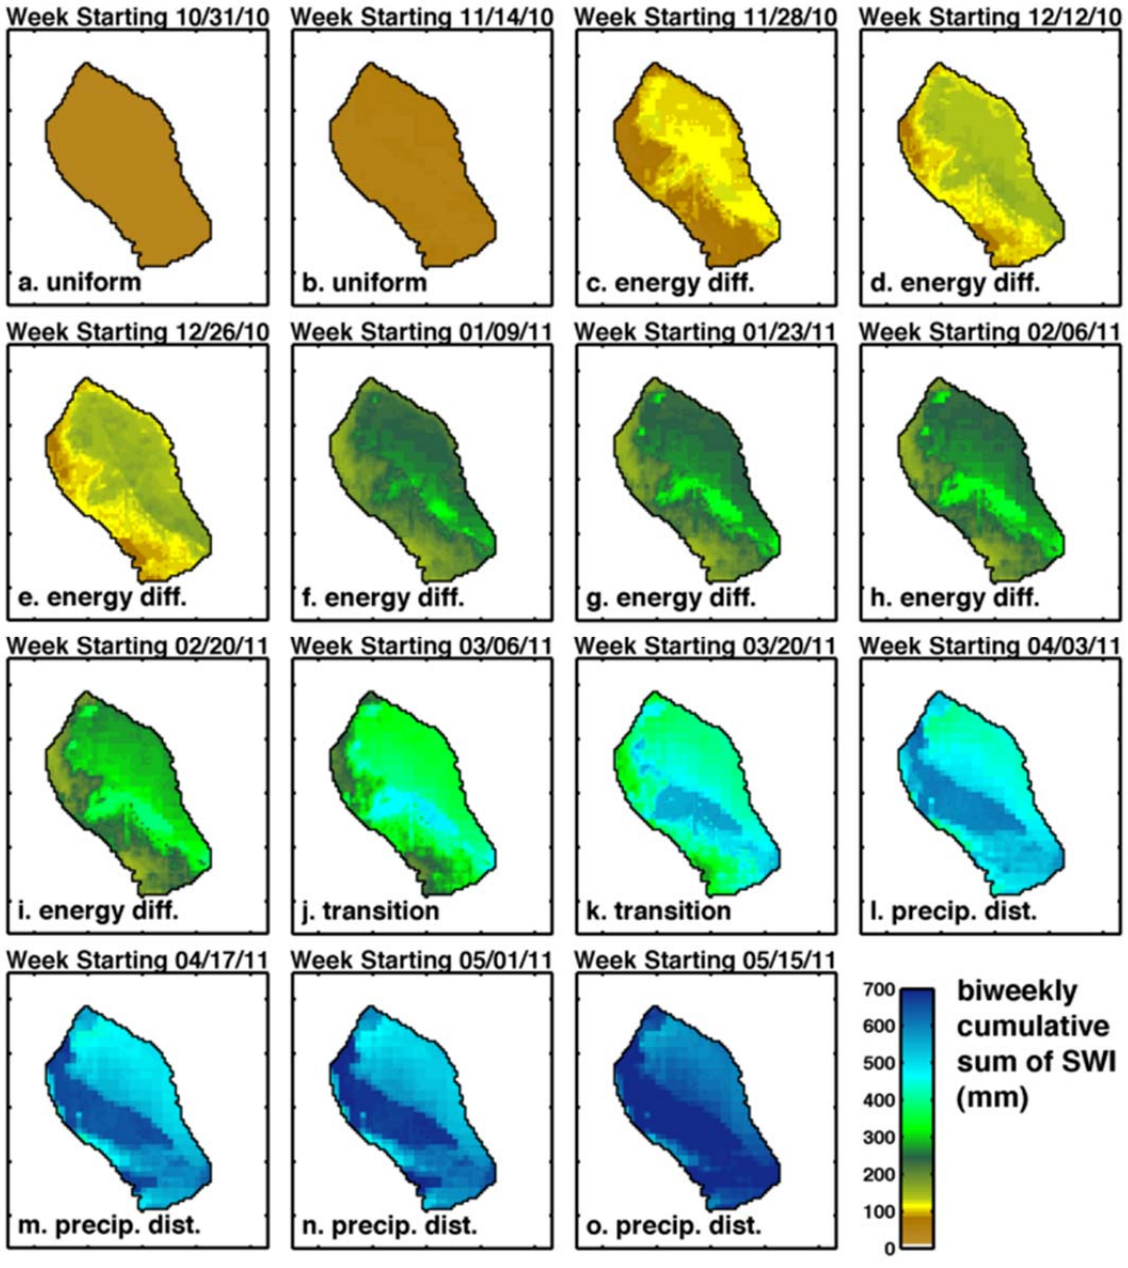 Week Starting 10/31/10
Week Starting 11/14/10
Week Starting 11/28/10
Week Starting 12/12/10
a. uniform
b. uniform
c. energy diff.
d. energy diff.
Week Starting 12/26/10
Week Starting 01/09/11
Week Starting 01/23/11
Week Starting 02/06/11
e. energy diff.
f. energy diff.
g. energy diff.
h. energy diff.
Week Starting 02/20/11
Week Starting 03/06/11
Week Starting 03/20/11
Week Starting 04/03/11
i. energy diff.
j. transition
k. transition
l. precip. dist.
Week Starting 04/17/11
Week Starting 05/01/11
Week Starting 05/15/11
m. precip. dist.
n. precip. dist.
o. precip. dist.
700
600
500
400
300
200
100
0
biweekly
cumulative
sum of SWI
(mm)